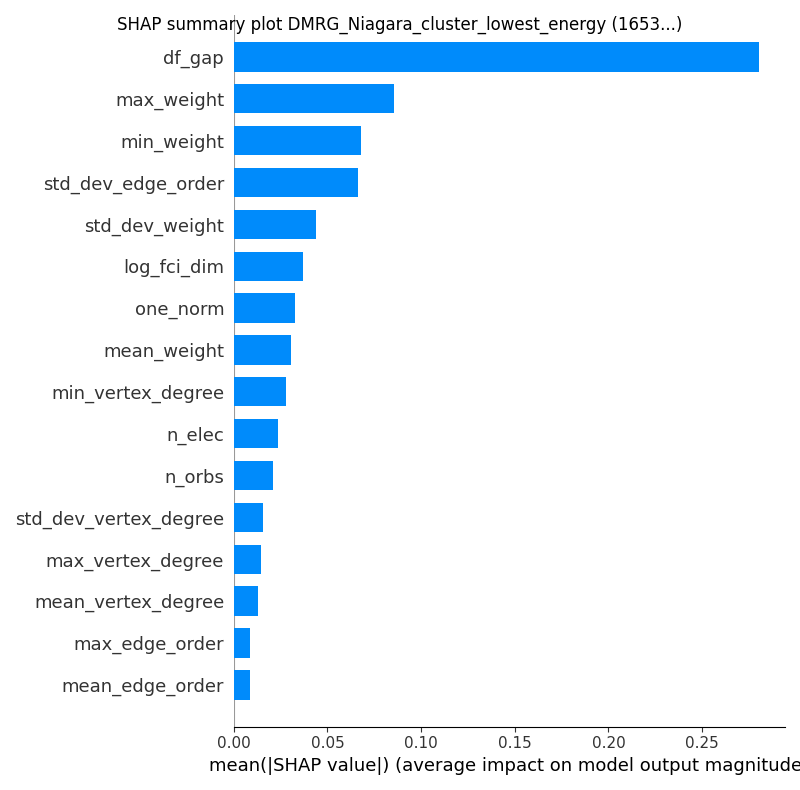 SHAP summary plot DMRG_Niagara_cluster_lowest_energy (1653...)
df_gap
max_weight
min_weight
std_dev_edge_order
std_dev_weight
log_fci_dim
one_norm
mean_weight
min_vertex_degree
n_elec
n_orbs
std_dev_vertex_degree
max_vertex_degree
mean_vertex_degree
max_edge_order
mean_edge_order
0.00 0.05 0.10 0.15 0.20 0.25
mean(|SHAP value|) (average impact on model output magnitude